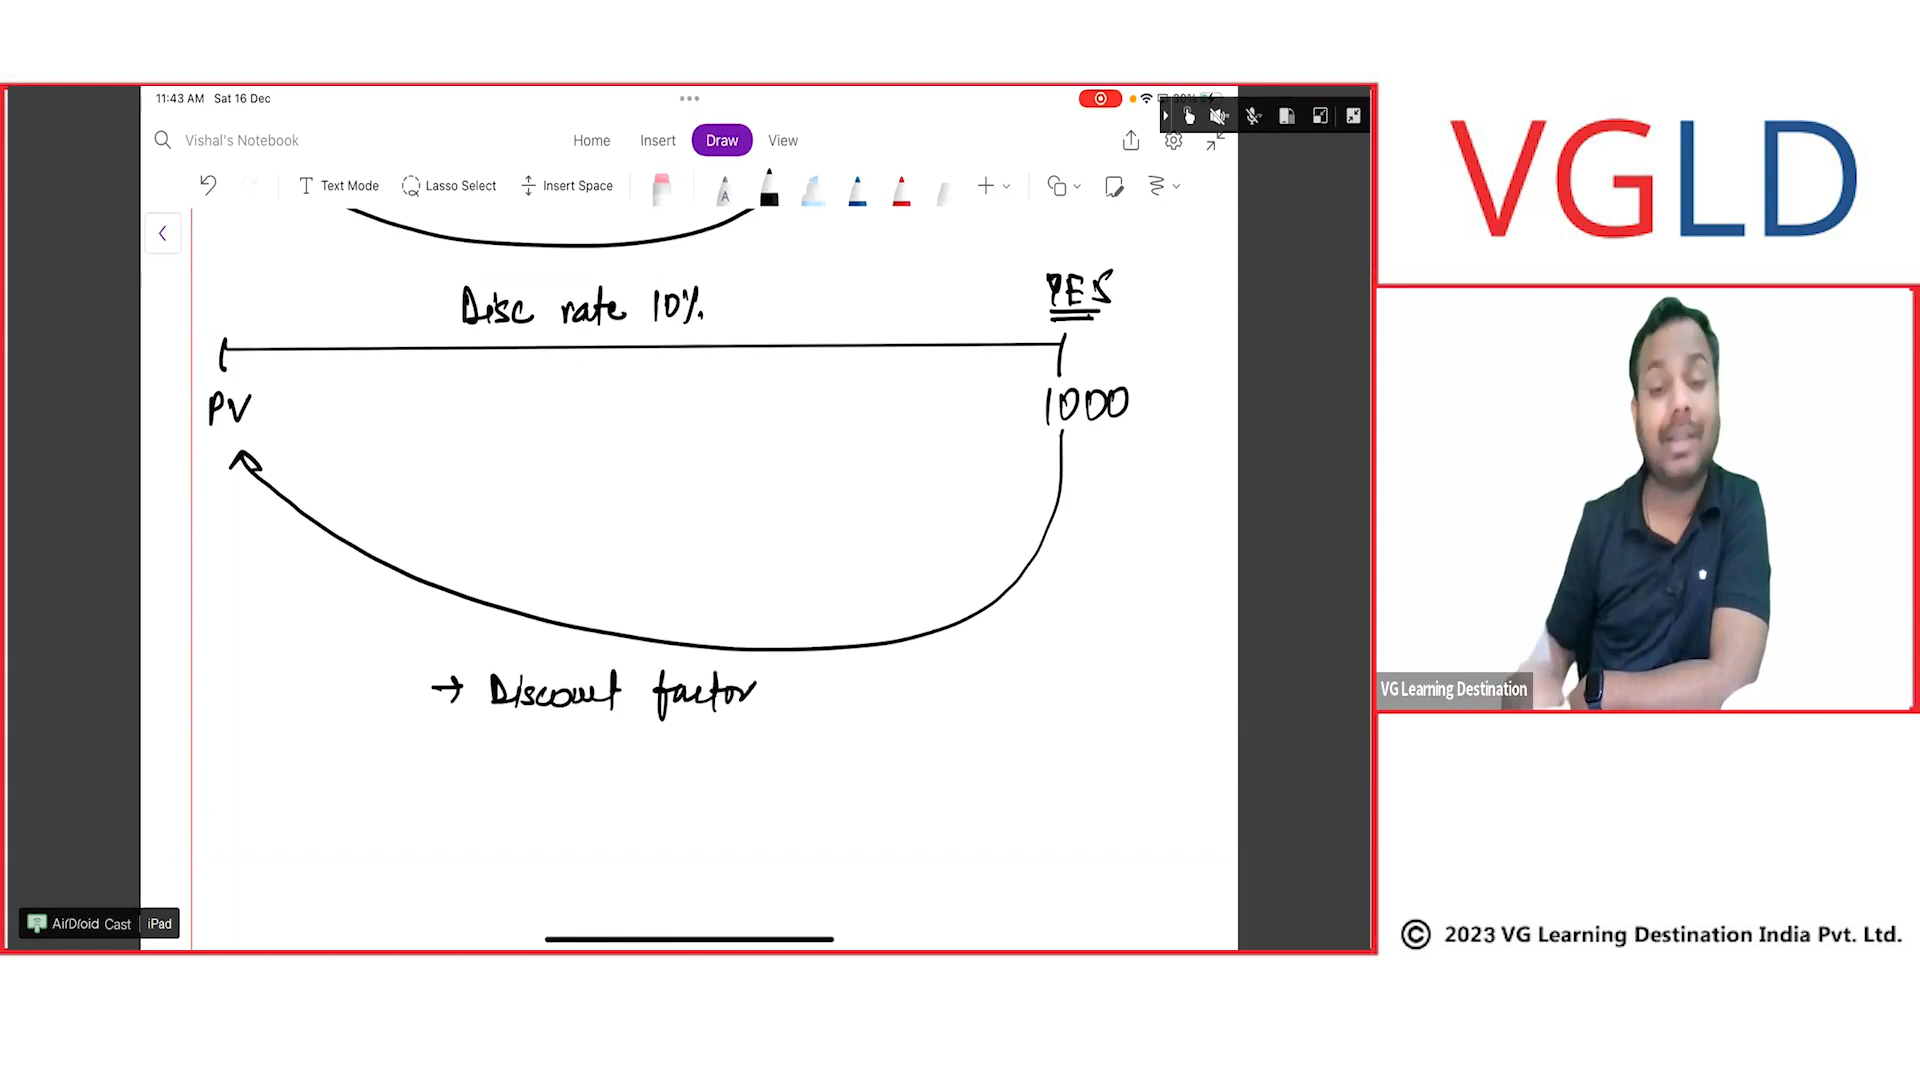 11:43 AM Sat 16 Dec
30%
Vishal's Notebook
Home Insert Draw View
Text Mode Lasso Select Insert Space
A
Disc rate 10%
YE5
PV
1000
→ Discount factor
AirDroid Cast iPad
VGLD
VG Learning Destination
© 2023 VG Learning Destination India Pvt. Ltd.